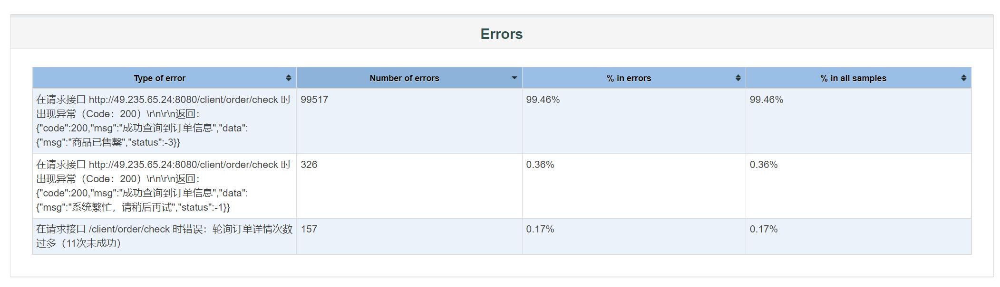 Errors
Type of error
Number of errors
% in errors
% in all samples
在请求接口 http://49.235.65.24:8080/client/order/check 时
出现异常（Code：200）\r\n\r\n返回：
{"code":200,"msg":"成功查询到订单信息","data":
{"msg":"商品已售罄","status":-3}}
99517
99.46%
99.46%
在请求接口 http://49.235.65.24:8080/client/order/check 时
出现异常（Code：200）\r\n\r\n返回：
{"code":200,"msg":"成功查询到订单信息","data":
{"msg":"系统繁忙，请稍后再试","status":-1}}
326
0.36%
0.36%
在请求接口 /client/order/check 时错误：轮询订单详情次数
过多（11次未成功）
157
0.17%
0.17%